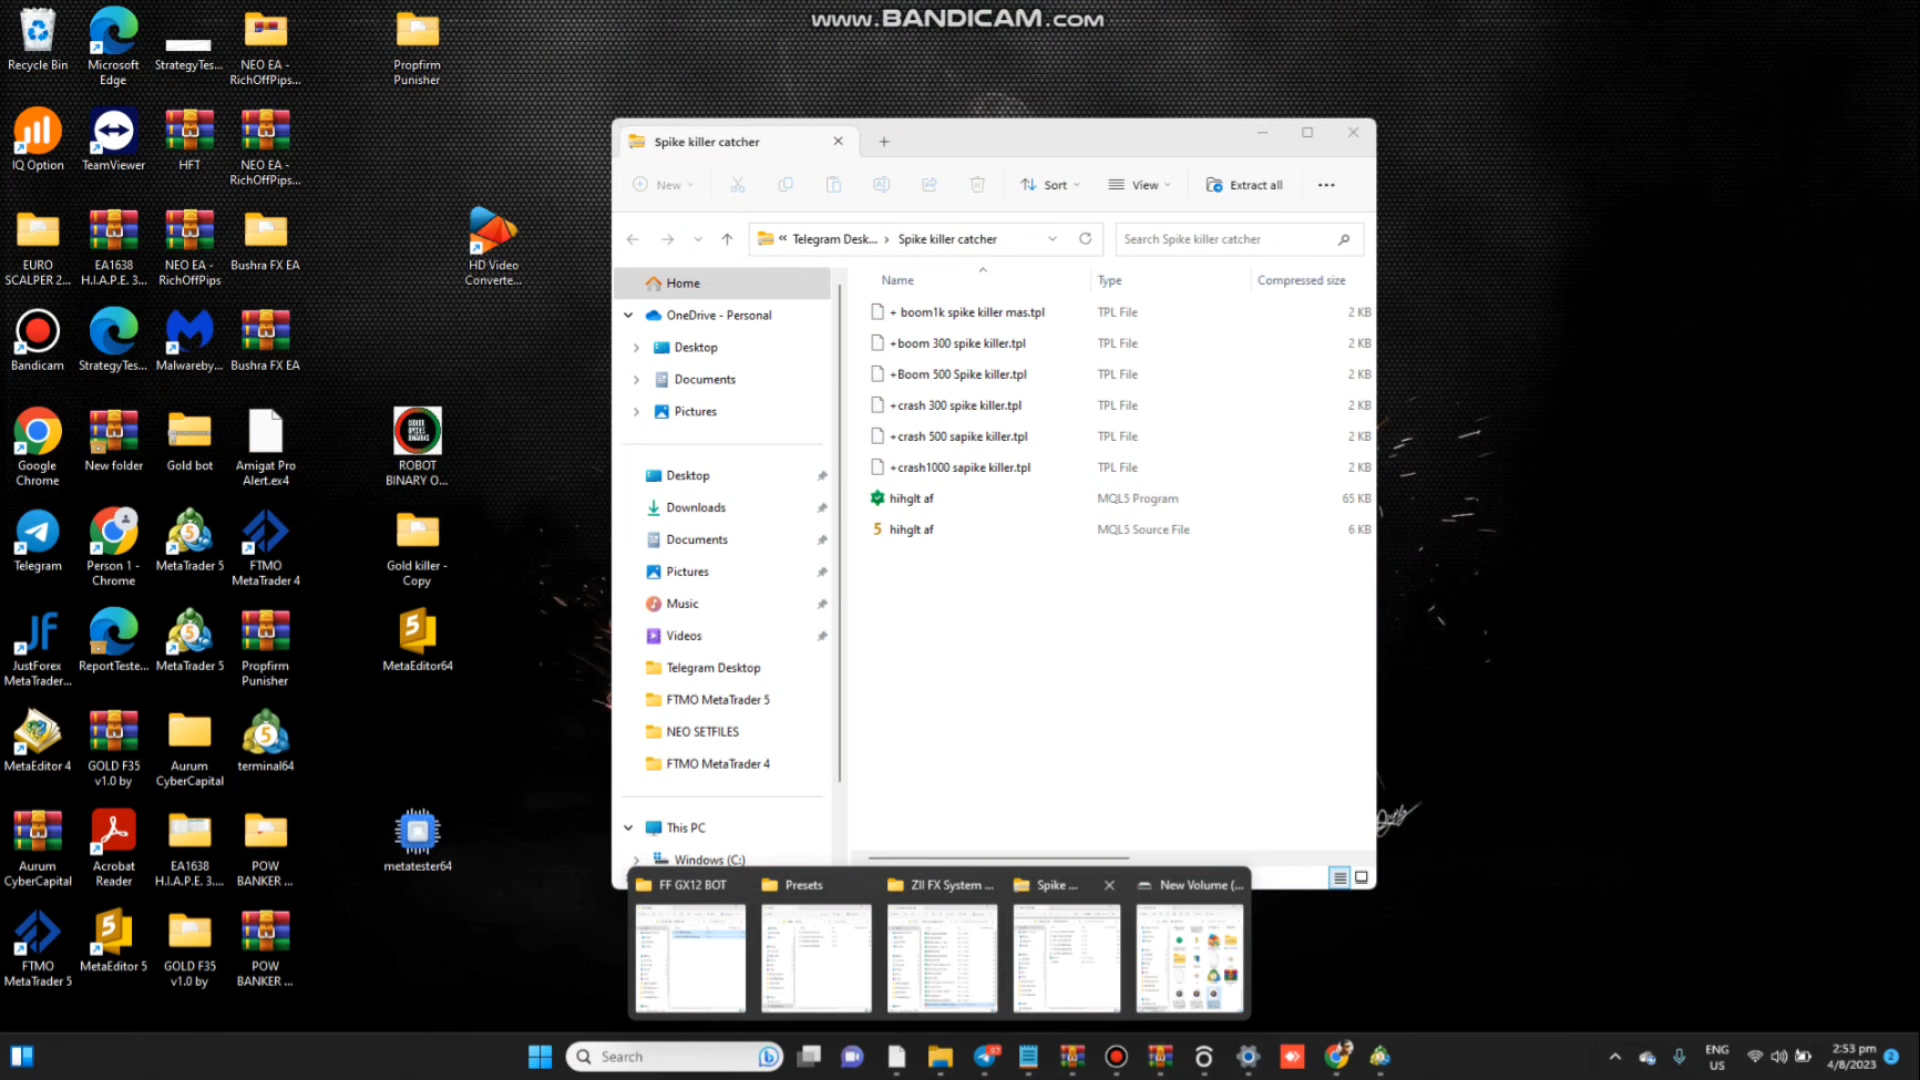 www.BANDICAM.com
Recycle Bin
Microsoft
Edge
StrategyTes...
NEO EA -
RichOffPips...
Propfirm
Punisher
IQ Option
TeamViewer
HFT
NEO EA -
RichOffPips...
EURO
SCALPER 2...
EA1638
H.I.A.P.E. 3....
NEO EA -
RichOffPips
Bushra FX EA
HD Video
Converte...
Bandicam
StrategyTes...
Malwareby...
Bushra FX EA
Google
Chrome
New folder
Gold bot
Amigat Pro
Alert.ex4
ROBOT
BINARY O...
Telegram
Person 1 -
Chrome
MetaTrader 5
FTMO
MetaTrader 4
Gold killer -
Copy
JustForex
MetaTrader...
ReportTeste...
MetaTrader 5
Propfirm
Punisher
MetaEditor64
MetaEditor 4
GOLD F35
v1.0 by
Aurum
CyberCapital
terminal64
Aurum
CyberCapital
Acrobat
Reader
EA1638
H.I.A.P.E. 3....
POW
BANKER ...
metatester64
FTMO
MetaTrader 5
MetaEditor 5
GOLD F35
v1.0 by
POW
BANKER ...
Spike killer catcher
New
Sort
View
Extract all
« Telegram Desk... › Spike killer catcher
Search Spike killer catcher
Name Type Compressed size
+ boom1k spike killer mas.tpl TPL File 2 KB
+boom 300 spike killer.tpl TPL File 2 KB
+Boom 500 Spike killer.tpl TPL File 2 KB
+crash 300 spike killer.tpl TPL File 2 KB
+crash 500 sapike killer.tpl TPL File 2 KB
+crash1000 sapike killer.tpl TPL File 2 KB
hihglt af MQL5 Program 65 KB
hihglt af MQL5 Source File 6 KB
Home
OneDrive - Personal
Desktop
Documents
Pictures
Desktop
Downloads
Documents
Pictures
Music
Videos
Telegram Desktop
FTMO MetaTrader 5
NEO SETFILES
FTMO MetaTrader 4
This PC
Windows (C:)
FF GX12 BOT
Presets
ZII FX System ...
Spike ...
New Volume (...
Search
ENG
US
2:53 pm
4/8/2023
2